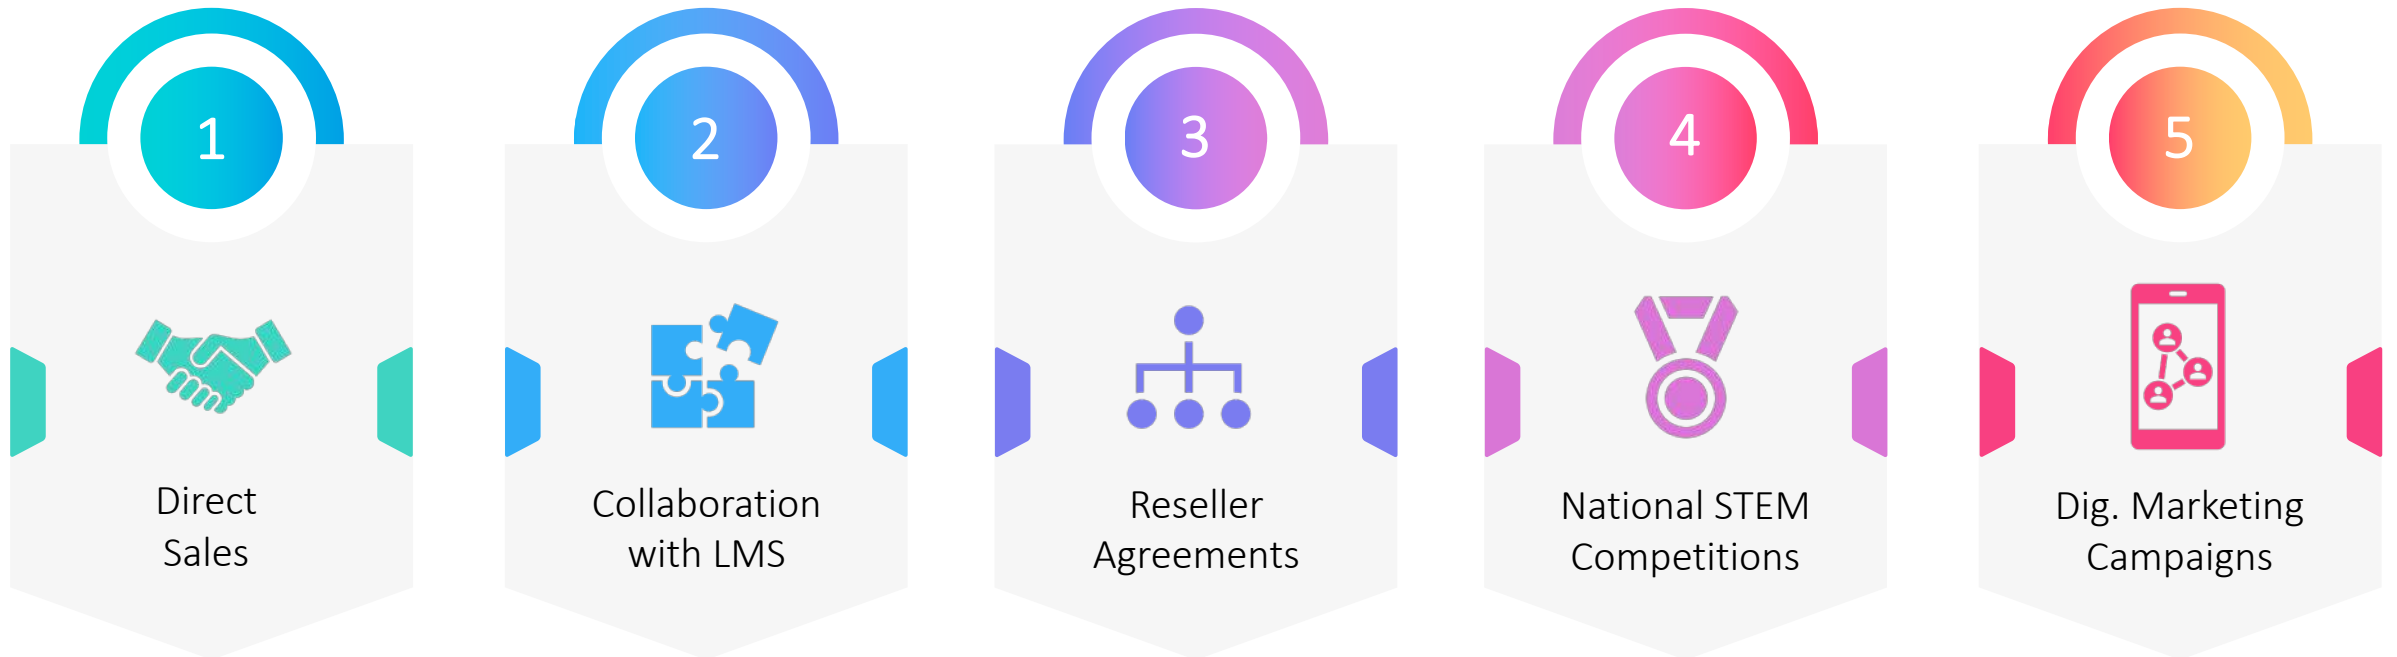 1
Direct
Sales
2
Collaboration
with LMS
3
Reseller
Agreements
4
National STEM
Competitions
5
Dig. Marketing
Campaigns